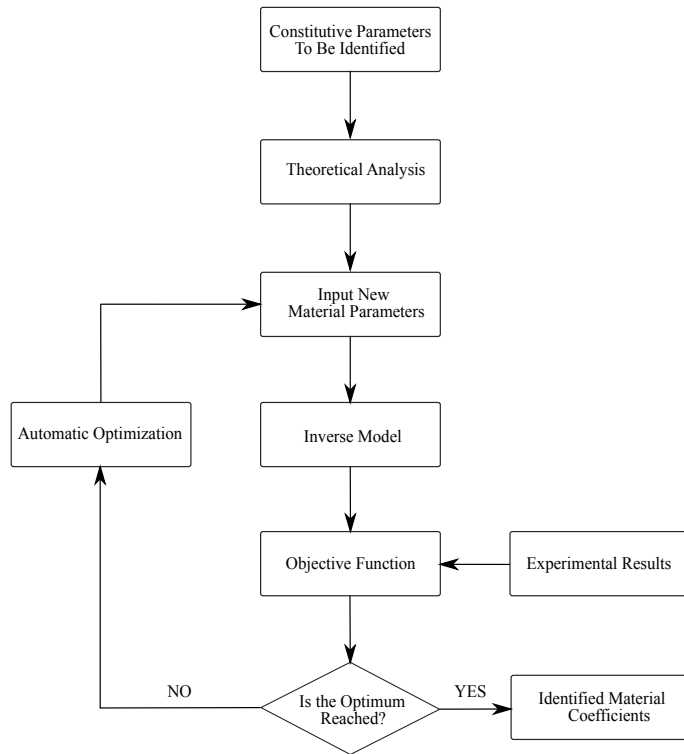 Constitutive Parameters
To Be Identified
Theoretical Analysis
Input New
Material Parameters
Automatic Optimization
Inverse Model
Objective Function
Experimental Results
NO
Is the Optimum
Reached?
YES
Identified Material
Coefficients